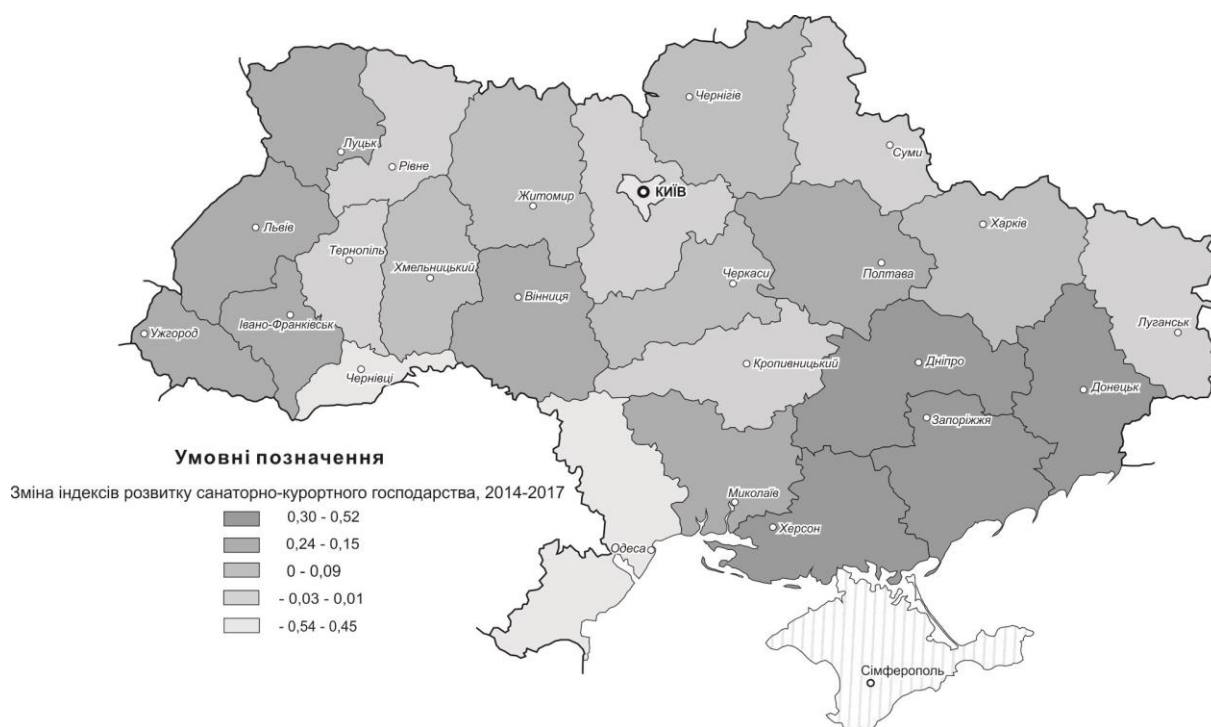 Чернігів
Суми
Луцьк
Рівне
КИЇВ
Житомир
Львів
Харків
Тернопіль
Хмельницький
Черкаси
Полтава
Вінниця
Івано-Франківськ
Ужгород
Луганськ
Чернівці
Кропивницький
Дніпро
Донецьк
Запоріжжя
Умовні позначення
Зміна індексів розвитку санаторно-курортного господарства, 2014-2017
0,30 - 0,52
0,24 - 0,15
0 - 0,09
- 0,03 - 0,01
- 0,54 - 0,45
Миколаїв
Херсон
Одеса
Сімферополь